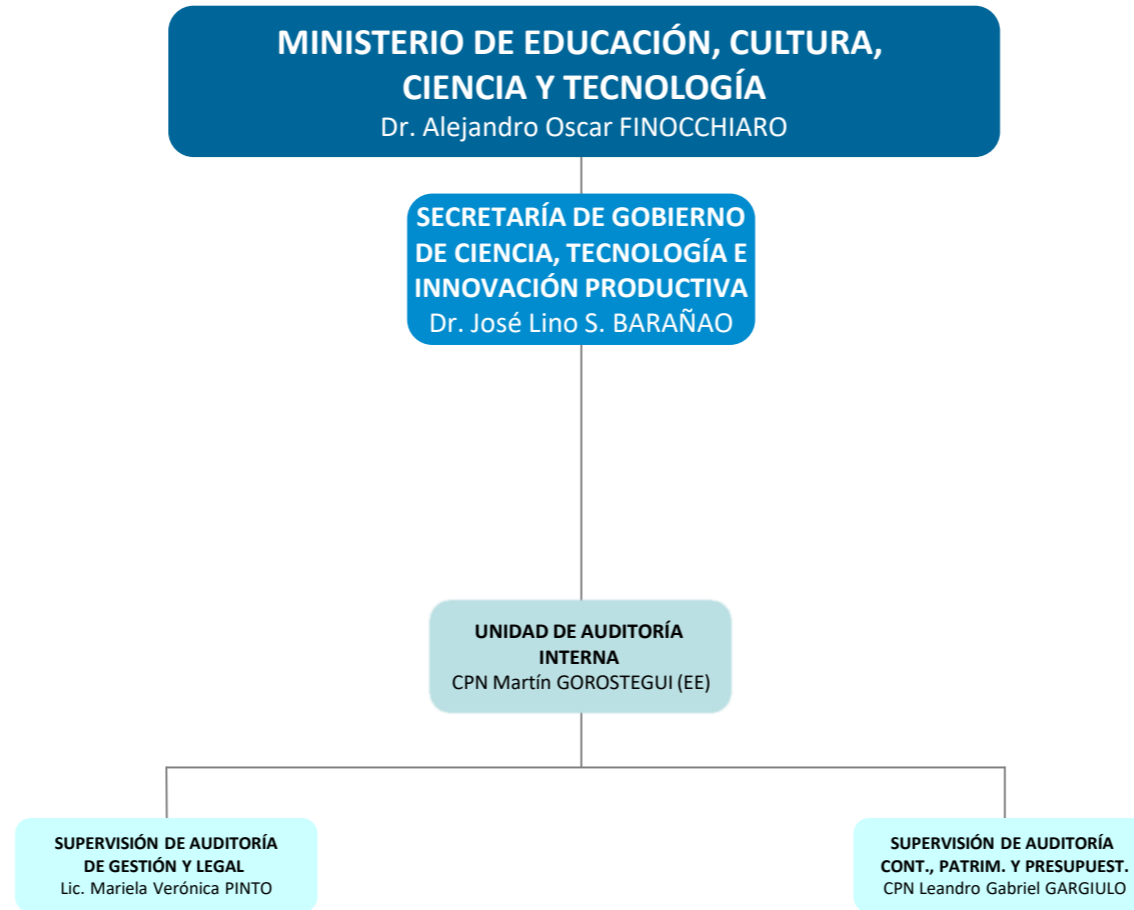 MINISTERIO DE EDUCACIÓN, CULTURA,
CIENCIA Y TECNOLOGÍA
Dr. Alejandro Oscar FINOCCHIARO
SECRETARÍA DE GOBIERNO
DE CIENCIA, TECNOLOGÍA E
INNOVACIÓN PRODUCTIVA
Dr. José Lino S. BARAÑAO
UNIDAD DE AUDITORÍA
INTERNA
CPN Martín GOROSTEGUI (EE)
SUPERVISIÓN DE AUDITORÍA
DE GESTIÓN Y LEGAL
Lic. Mariela Verónica PINTO
SUPERVISIÓN DE AUDITORÍA
CONT., PATRIM. Y PRESUPUEST.
CPN Leandro Gabriel GARGIULO